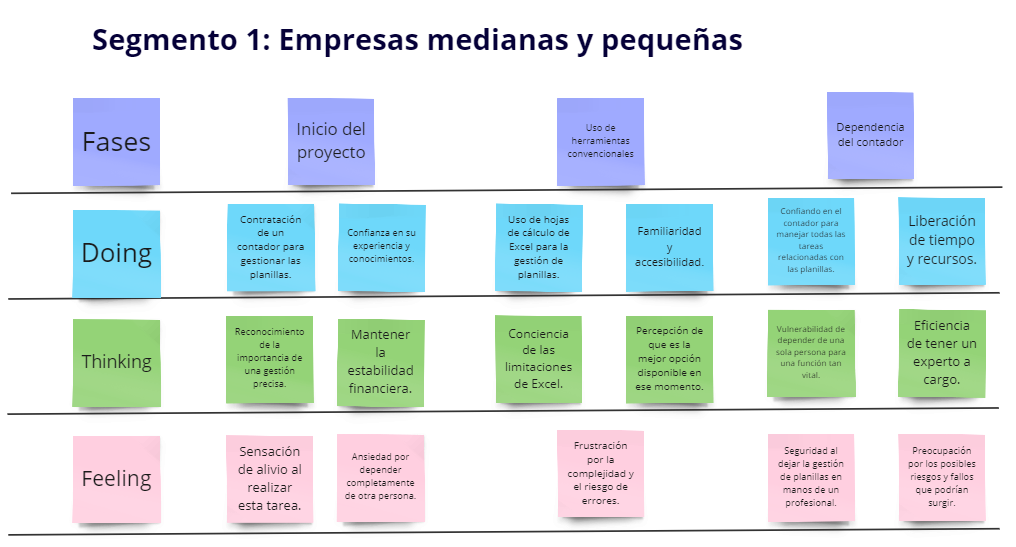 Segmento 1: Empresas medianas y pequeñas
Fases
Inicio del
proyecto
Uso de
herramientas
convencionales
Dependencia
del contador
Doing
Contratación
de un
contador para
gestionar las
planillas.
Confianza en su
experiencia y
conocimientos.
Uso de hojas
de cálculo de
Excel para la
gestión de
planillas.
Familiaridad
y
accesibilidad.
Confiando en el
contador para
manejar todas las
tareas
relacionadas con
las planillas.
Liberación
de tiempo
y recursos.
Thinking
Reconocimiento
de la
importancia de
una gestión
precisa.
Mantener
la
estabilidad
financiera.
Conciencia
de las
limitaciones
de Excel.
Percepción de
que es la
mejor opción
disponible en
ese momento.
Vulnerabilidad de
depender de una
sola persona para
una función tan
vital.
Eficiencia
de tener un
experto a
cargo.
Feeling
Sensación
de alivio al
realizar
esta tarea.
Ansiedad por
depender
completamente
de otra persona.
Frustración
por la
complejidad y
el riesgo de
errores.
Seguridad al
dejar la gestión
de planillas en
manos de un
profesional.
Preocupación
por los posibles
riesgos y fallos
que podrían
surgir.